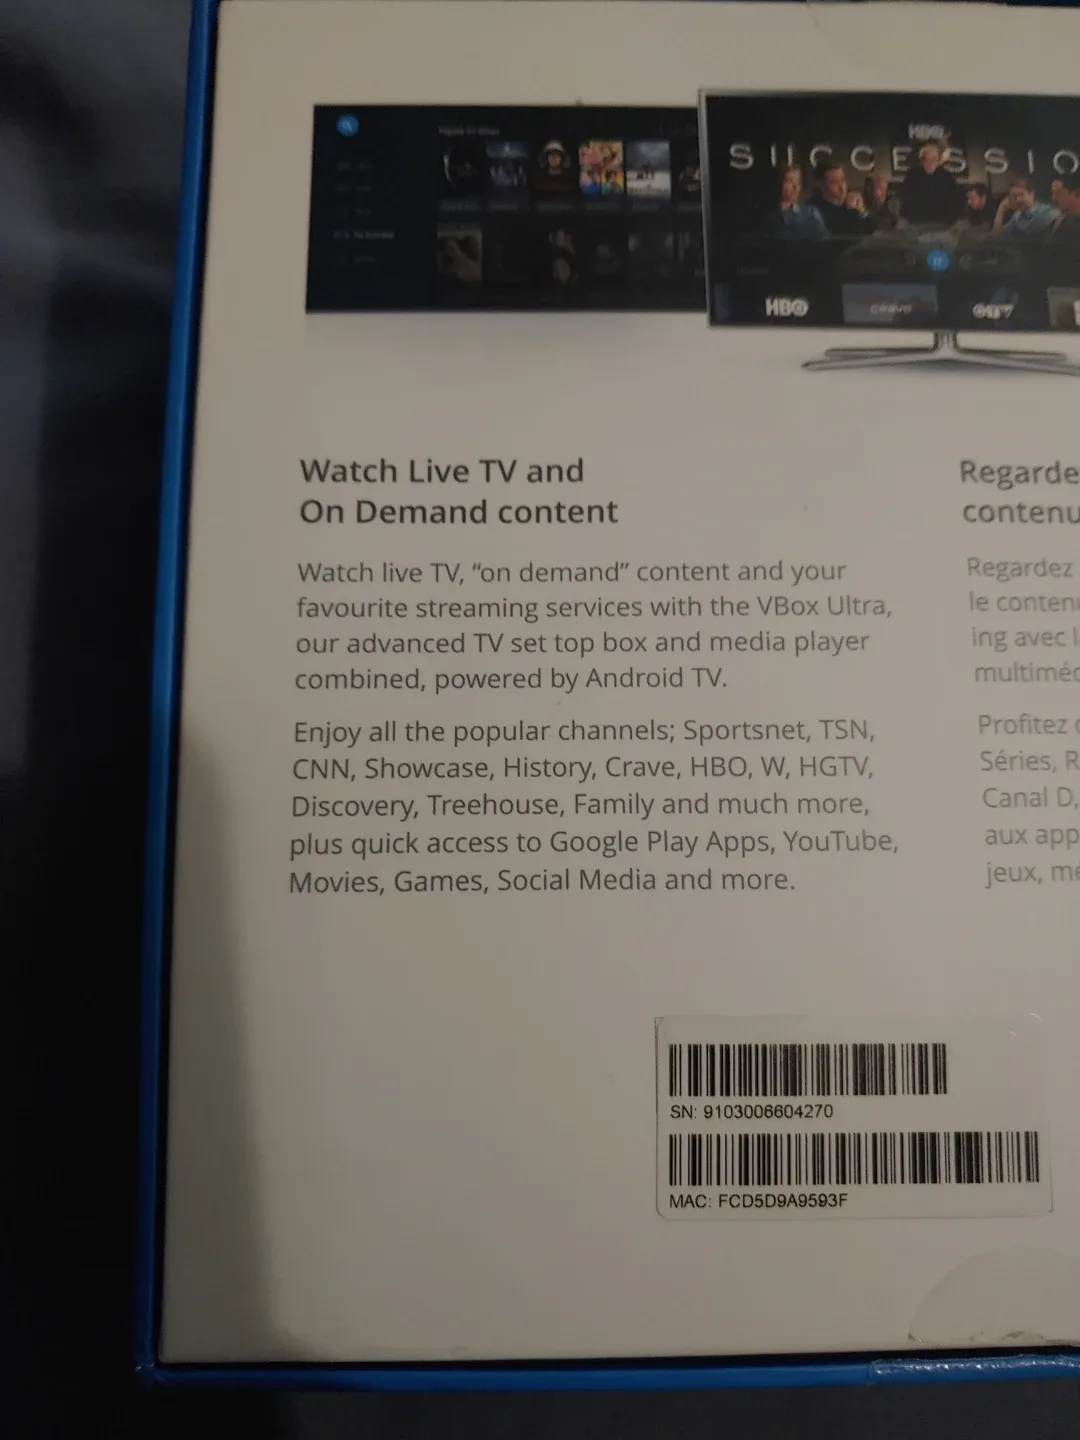 HBO
SUCCESSIO
HBO
crave
Watch Live TV and
On Demand content
Watch live TV, “on demand” content and your
favourite streaming services with the VBox Ultra,
our advanced TV set top box and media player
combined, powered by Android TV.
Enjoy all the popular channels; Sportsnet, TSN,
CNN, Showcase, History, Crave, HBO, W, HGTV,
Discovery, Treehouse, Family and much more,
plus quick access to Google Play Apps, YouTube,
Movies, Games, Social Media and more.
Regarde
contenu
Regardez
le conten
ing avec l
multiméd
Profitez
Séries, R
Canal D,
aux app
jeux, me
SN: 9103006604270
MAC: FCD5D9A9593F